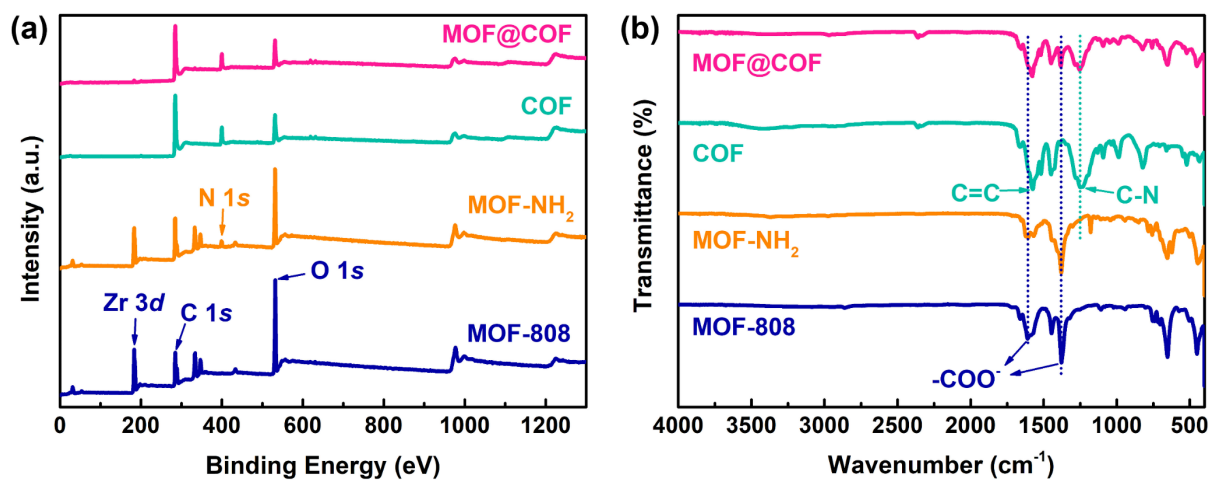 (a)
MOF@COF
COF
N 1s
MOF-NH₂
Zr 3d
C 1s
O 1s
MOF-808
Intensity (a.u.)
0 200 400 600 800 1000 1200
Binding Energy (eV)
(b)
MOF@COF
COF
C=C
C-N
MOF-NH₂
MOF-808
-COO⁻
Transmittance (%)
4000 3500 3000 2500 2000 1500 1000 500
Wavenumber (cm⁻¹)